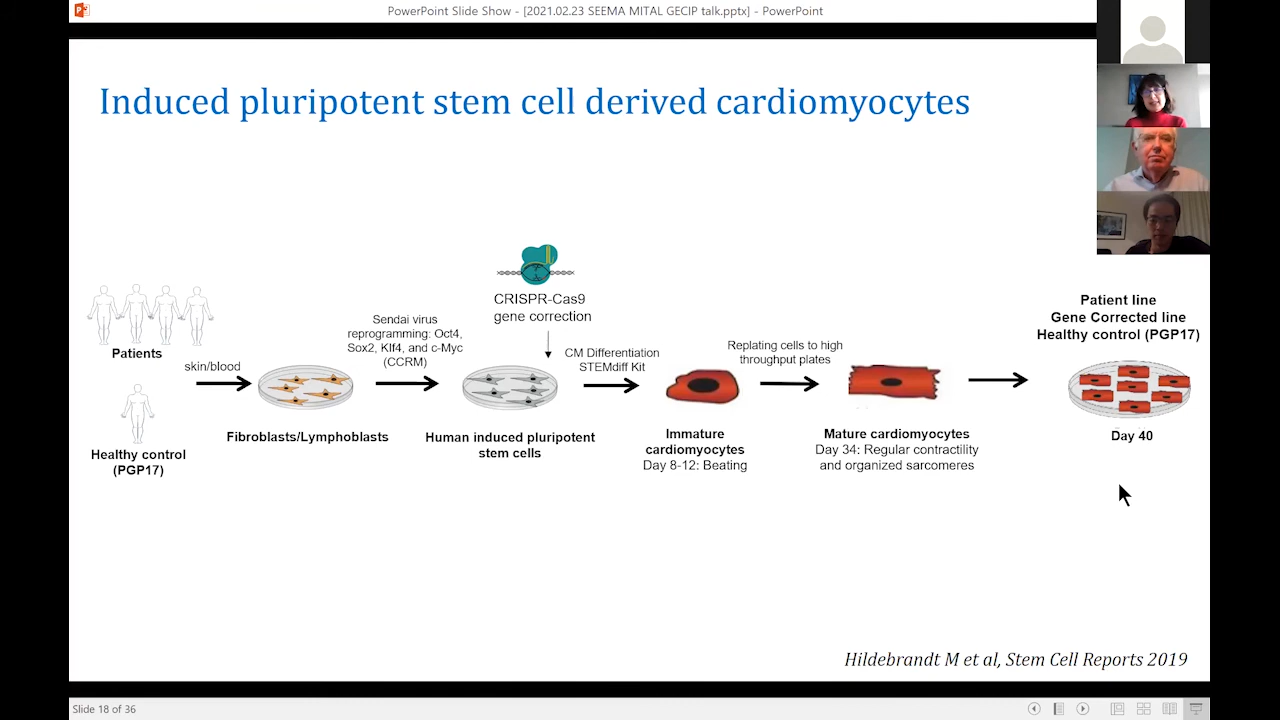 PowerPoint Slide Show - [2021.02.23 SEEMA MITAL GECIP talk.pptx] - PowerPoint
Induced pluripotent stem cell derived cardiomyocytes
Patients
Healthy control
(PGP17)
skin/blood
Fibroblasts/Lymphoblasts
Sendai virus
reprogramming: Oct4,
Sox2, Klf4, and c-Myc
(CCRM)
CRISPR-Cas9
gene correction
Human induced pluripotent
stem cells
CM Differentiation
STEMdiff Kit
Immature
cardiomyocytes
Day 8-12: Beating
Replating cells to high
throughput plates
Mature cardiomyocytes
Day 34: Regular contractility
and organized sarcomeres
Patient line
Gene Corrected line
Healthy control (PGP17)
Day 40
Hildebrandt M et al, Stem Cell Reports 2019
Slide 18 of 36